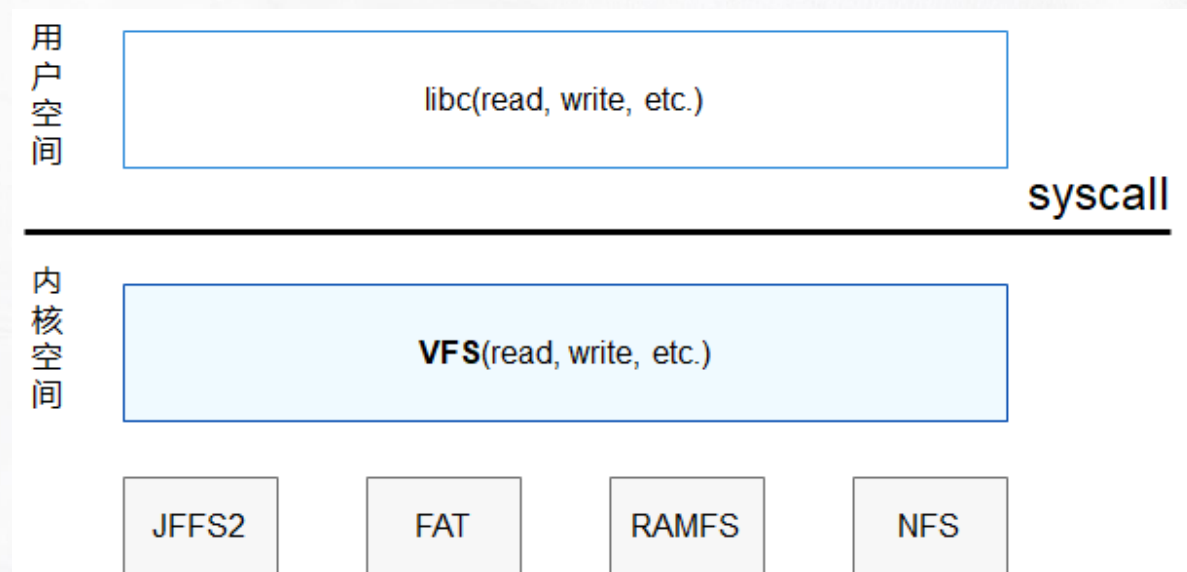 用户空间
libc(read, write, etc.)
syscall
内核空间
VFS(read, write, etc.)
JFFS2
FAT
RAMFS
NFS